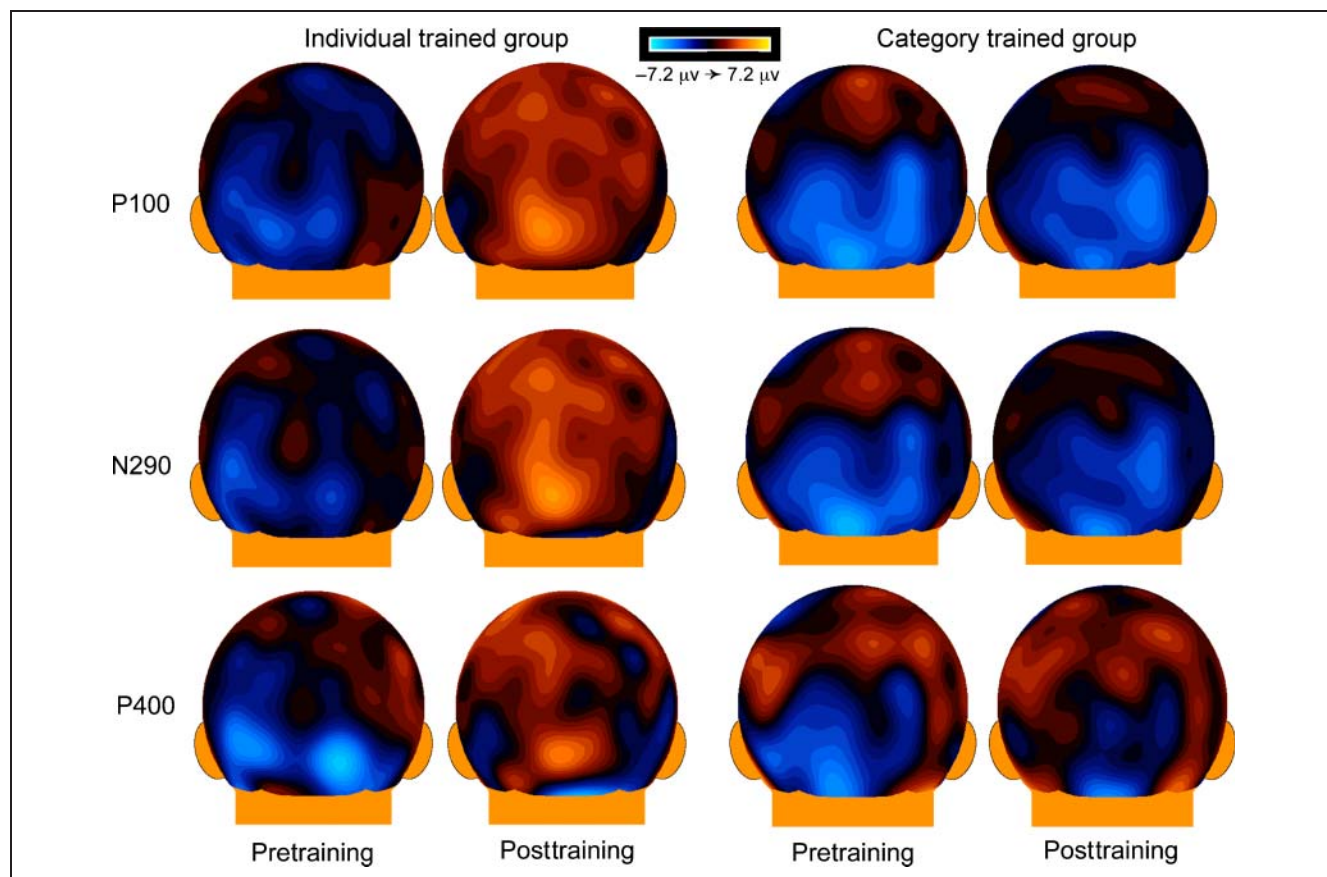 Individual trained group
Category trained group
–7.2 μv ➔ 7.2 μv
P100
N290
P400
Pretraining
Posttraining
Pretraining
Posttraining